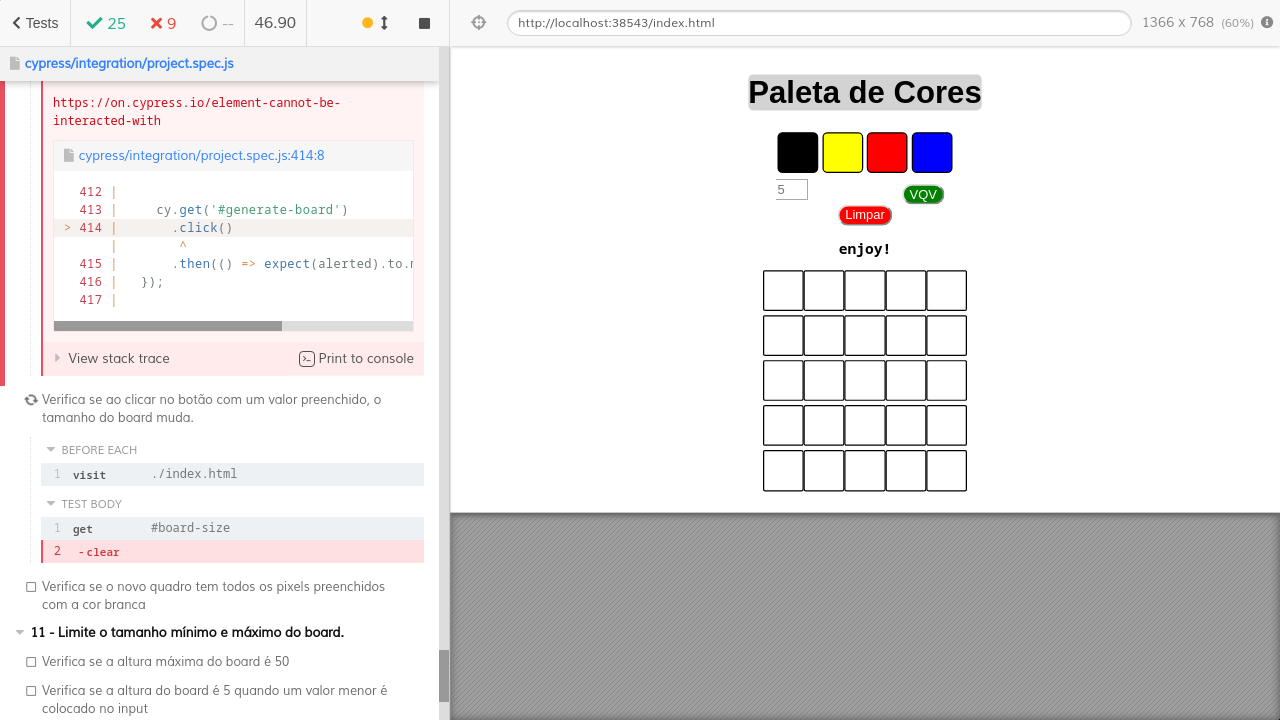 Tests
25
9
--
46.90
http://localhost:38543/index.html
1366 x 768 (60%)
cypress/integration/project.spec.js
https://on.cypress.io/element-cannot-be-
interacted-with
cypress/integration/project.spec.js:414:8
412 |
413 |     cy.get('#generate-board')
> 414 |       .click()
|        ^
415 |       .then(() => expect(alerted).to.n
416 |   });
417 |
View stack trace
Print to console
Verifica se ao clicar no botão com um valor preenchido, o
tamanho do board muda.
BEFORE EACH
1 visit ./index.html
TEST BODY
1 get #board-size
2 -clear
Verifica se o novo quadro tem todos os pixels preenchidos
com a cor branca
11 - Limite o tamanho mínimo e máximo do board.
Verifica se a altura máxima do board é 50
Verifica se a altura do board é 5 quando um valor menor é
colocado no input
Paleta de Cores
5
VQV
Limpar
enjoy!